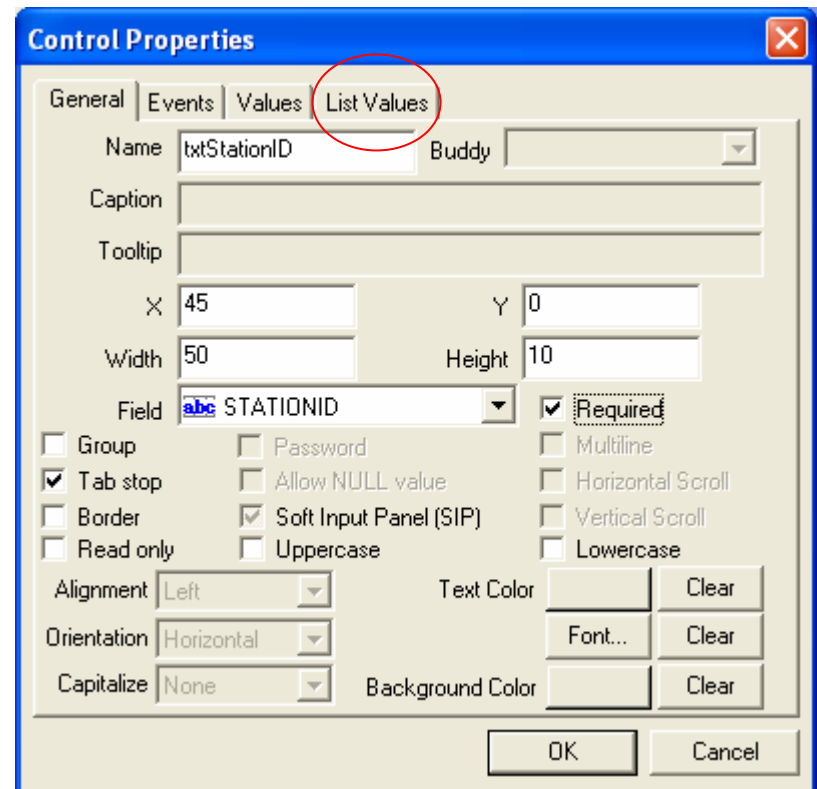 Control Properties
General Events Values List Values
Name txtStationID Buddy
Caption
Tooltip
X 45 Y 0
Width 50 Height 10
Field abc STATIONID Required
Group Password Multiline
Tab stop Allow NULL value Horizontal Scroll
Border Soft Input Panel (SIP) Vertical Scroll
Read only Uppercase Lowercase
Alignment Left Text Color Clear
Orientation Horizontal Font... Clear
Capitalize None Background Color Clear
OK Cancel